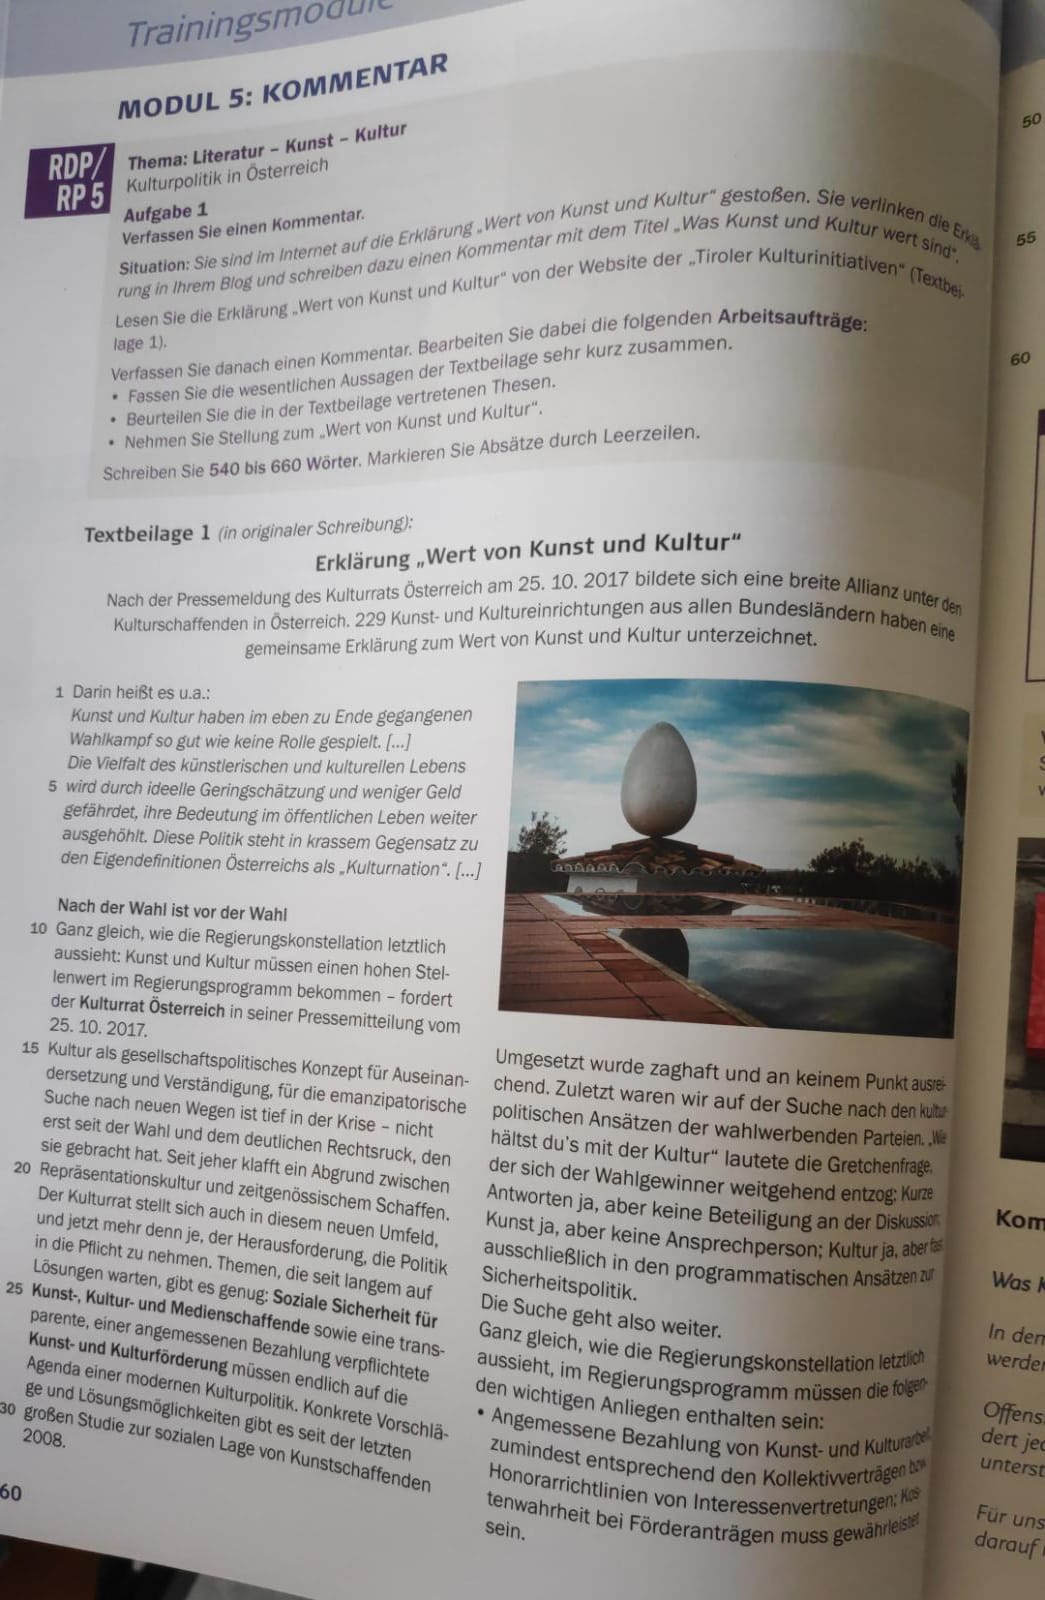 Trainingsmodule
MODUL 5: KOMMENTAR
RDP/
RP 5
Thema: Literatur – Kunst – Kultur
Kulturpolitik in Österreich
Aufgabe 1
Verfassen Sie einen Kommentar.
Situation: Sie sind im Internet auf die Erklärung „Wert von Kunst und Kultur“ gestoßen. Sie verlinken die Erklä-
rung in Ihrem Blog und schreiben dazu einen Kommentar mit dem Titel „Was Kunst und Kultur wert sind“.
Lesen Sie die Erklärung „Wert von Kunst und Kultur“ von der Website der „Tiroler Kulturinitiativen“ (Textbei-
lage 1).
Verfassen Sie danach einen Kommentar. Bearbeiten Sie dabei die folgenden Arbeitsaufträge:
• Fassen Sie die wesentlichen Aussagen der Textbeilage sehr kurz zusammen.
• Beurteilen Sie die in der Textbeilage vertretenen Thesen.
• Nehmen Sie Stellung zum „Wert von Kunst und Kultur“.
Schreiben Sie 540 bis 660 Wörter. Markieren Sie Absätze durch Leerzeilen.
Textbeilage 1 (in originaler Schreibung):
Erklärung „Wert von Kunst und Kultur“
Nach der Pressemeldung des Kulturrats Österreich am 25. 10. 2017 bildete sich eine breite Allianz unter den
Kulturschaffenden in Österreich. 229 Kunst- und Kultureinrichtungen aus allen Bundesländern haben eine
gemeinsame Erklärung zum Wert von Kunst und Kultur unterzeichnet.
1 Darin heißt es u.a.:
Kunst und Kultur haben im eben zu Ende gegangenen
Wahlkampf so gut wie keine Rolle gespielt. [...]
Die Vielfalt des künstlerischen und kulturellen Lebens
5 wird durch ideelle Geringschätzung und weniger Geld
gefährdet, ihre Bedeutung im öffentlichen Leben weiter
ausgehöhlt. Diese Politik steht in krassem Gegensatz zu
den Eigendefinitionen Österreichs als „Kulturnation“. [...]
Nach der Wahl ist vor der Wahl
10 Ganz gleich, wie die Regierungskonstellation letztlich
aussieht: Kunst und Kultur müssen einen hohen Stel-
lenwert im Regierungsprogramm bekommen – fordert
der Kulturrat Österreich in seiner Pressemitteilung vom
25. 10. 2017.
15 Kultur als gesellschaftspolitisches Konzept für Auseinan-
dersetzung und Verständigung, für die emanzipatorische
Suche nach neuen Wegen ist tief in der Krise – nicht
erst seit der Wahl und dem deutlichen Rechtsruck, den
sie gebracht hat. Seit jeher klafft ein Abgrund zwischen
20 Repräsentationskultur und zeitgenössischem Schaffen.
Der Kulturrat stellt sich auch in diesem neuen Umfeld,
und jetzt mehr denn je, der Herausforderung, die Politik
in die Pflicht zu nehmen. Themen, die seit langem auf
Lösungen warten, gibt es genug: Soziale Sicherheit für
25 Kunst-, Kultur- und Medienschaffende sowie eine trans-
parente, einer angemessenen Bezahlung verpflichtete
Kunst- und Kulturförderung müssen endlich auf die
Agenda einer modernen Kulturpolitik. Konkrete Vorschlä-
ge und Lösungsmöglichkeiten gibt es seit der letzten
30 großen Studie zur sozialen Lage von Kunstschaffenden
2008.
60
Umgesetzt wurde zaghaft und an keinem Punkt ausrei-
chend. Zuletzt waren wir auf der Suche nach den kultur-
politischen Ansätzen der wahlwerbenden Parteien. „Wie
hältst du’s mit der Kultur“ lautete die Gretchenfrage,
der sich der Wahlgewinner weitgehend entzog: Kurze
Antworten ja, aber keine Beteiligung an der Diskussion;
Kunst ja, aber keine Ansprechperson; Kultur ja, aber fast
ausschließlich in den programmatischen Ansätzen zur
Sicherheitspolitik.
Die Suche geht also weiter.
Ganz gleich, wie die Regierungskonstellation letztlich
aussieht, im Regierungsprogramm müssen die folgen-
den wichtigen Anliegen enthalten sein:
• Angemessene Bezahlung von Kunst- und Kulturarbeit,
zumindest entsprechend den Kollektivverträgen bzw.
Honorarrichtlinien von Interessenvertretungen; Kos-
tenwahrheit bei Förderanträgen muss gewährleistet
sein.
50
55
60
Kom
Was K
In den
werden
Offens
dert jed
unterst
Für uns
darauf